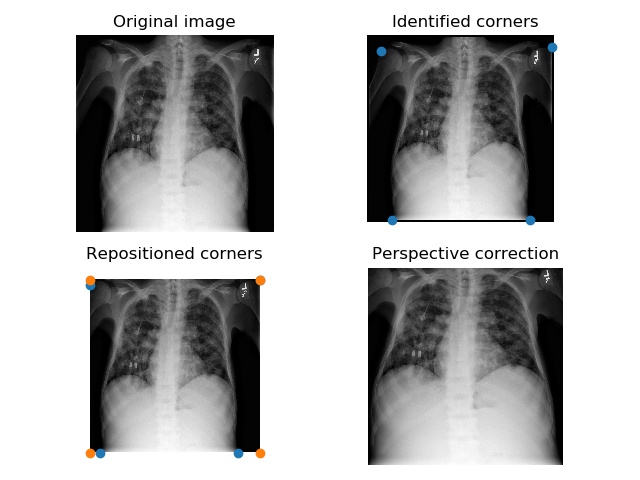 Original image
Identified corners
Repositioned corners
Perspective correction